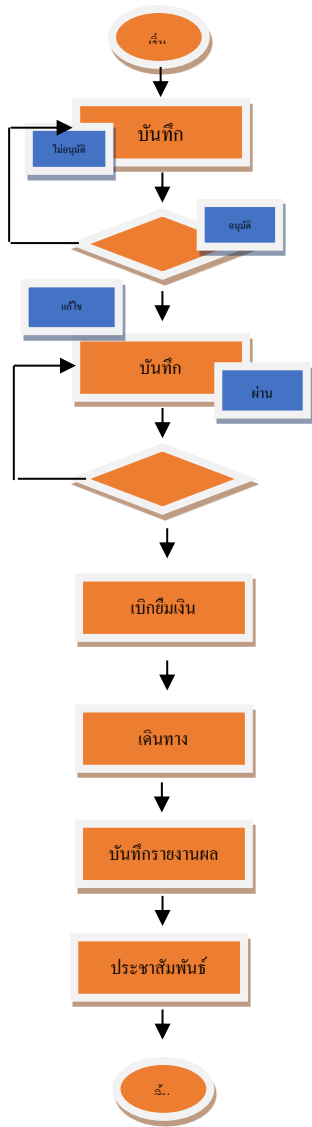 เริ่ม
บันทึก
ไม่อนุมัติ
อนุมัติ
แก้ไข
บันทึก
ผ่าน
เบิกยืมเงิน
เดินทาง
บันทึกรายงานผล
ประชาสัมพันธ์